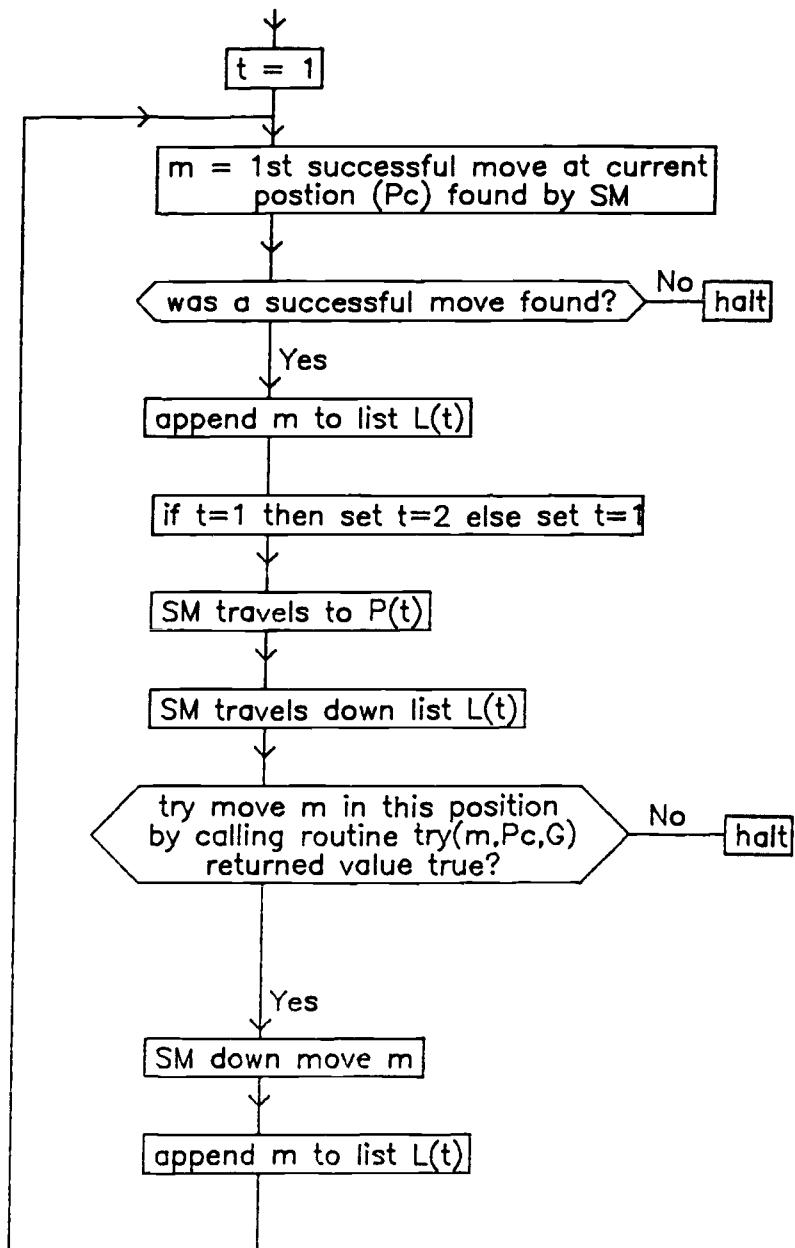 t = 1
m = 1st successful move at current
postion (Pc) found by SM
was a successful move found?
No
halt
Yes
append m to list L(t)
if t=1 then set t=2 else set t=1
SM travels to P(t)
SM travels down list L(t)
try move m in this position
by calling routine try(m,Pc,G)
returned value true?
No
halt
Yes
SM down move m
append m to list L(t)